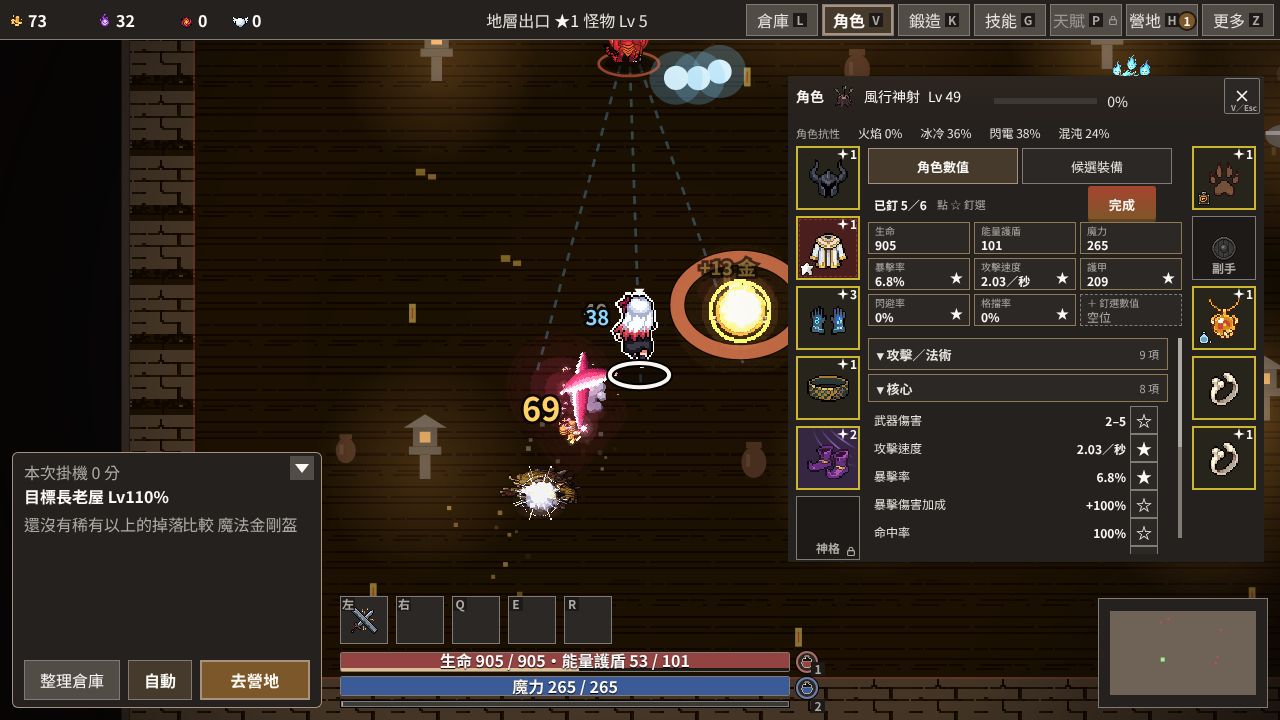 73
32
0
0
地層出口 ★1 怪物 Lv 5
倉庫 L
角色 V
鍛造 K
技能 G
天賦 P
營地 H 1
更多 Z
角色 風行神射 Lv 49 0%
V/Esc
角色抗性 火焰 0% 冰冷 36% 閃電 38% 混沌 24%
1
1
3
1
2
神格
角色數值
候選裝備
已釘 5／6 點 ☆ 釘選
完成
生命 905
能量護盾 101
魔力 265
暴擊率 6.8% ★
攻擊速度 2.03／秒 ★
護甲 209 ★
閃避率 0% ★
格擋率 0% ★
＋ 釘選數值 空位
▼攻擊／法術 9 項
▼核心 8 項
武器傷害 2–5 ☆
攻擊速度 2.03／秒 ★
暴擊率 6.8% ★
暴擊傷害加成 +100% ☆
命中率 100% ☆
1
副手
1
1
+13 金
38
69
本次掛機 0 分
目標長老屋 Lv110%
還沒有稀有以上的掉落比較 魔法金剛盔
整理倉庫
自動
去營地
左
右
Q
E
R
生命 905 / 905・能量護盾 53 / 101
1
魔力 265 / 265
2